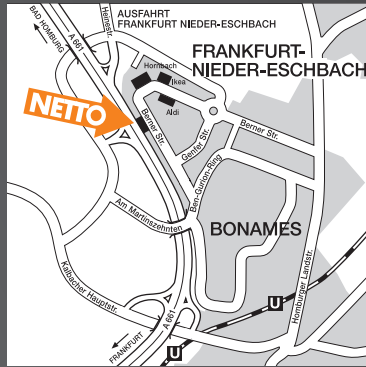 AUSFAHRT
FRANKFURT NIEDER-ESCHBACH
BAD HOMBURG
A 661
Heinestr.
FRANKFURT-
NIEDER-ESCHBACH
Hornbach
Ikea
Aldi
NETTO
Berner Str.
Berner Str.
Genfer Str.
Ben-Gurion-Ring
Am Martinszehnten
BONAMES
Kalbacher Hauptstr.
Homburger Landstr.
U
A 661
FRANKFURT
U